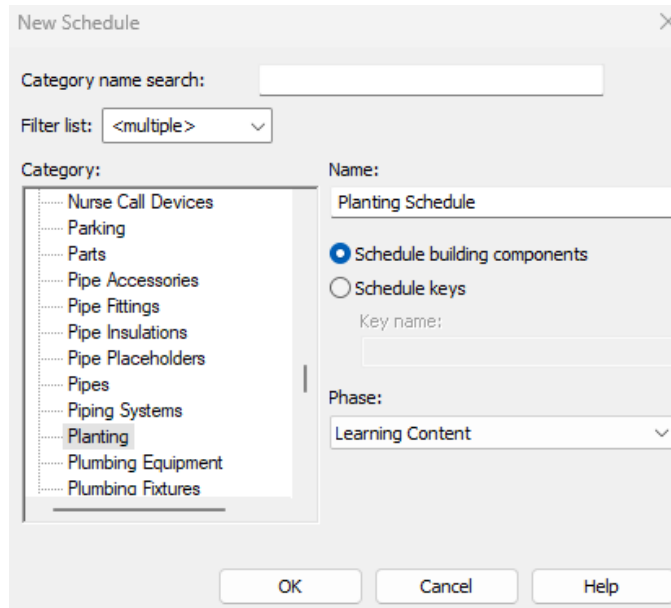 New Schedule
Category name search:
Filter list: <multiple>
Category:
Nurse Call Devices
Parking
Parts
Pipe Accessories
Pipe Fittings
Pipe Insulations
Pipe Placeholders
Pipes
Piping Systems
Planting
Plumbing Equipment
Plumbing Fixtures
Name:
Planting Schedule
Schedule building components
Schedule keys
Key name:
Phase:
Learning Content
OK Cancel Help